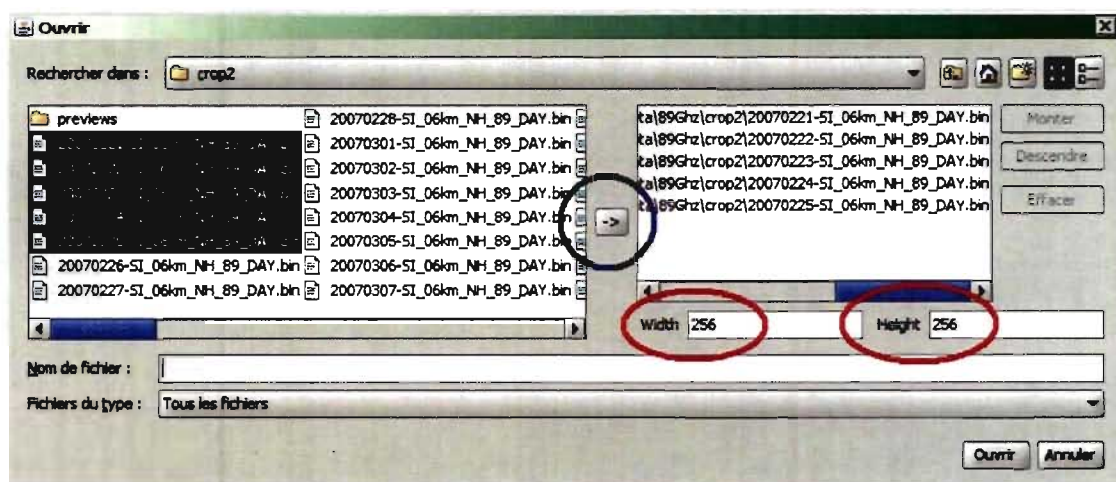 Ouvrir
Rechercher dans : crop2
previews
20070226-SI_06km_NH_89_DAY.bin
20070227-SI_06km_NH_89_DAY.bin
20070228-SI_06km_NH_89_DAY.bin
20070301-SI_06km_NH_89_DAY.bin
20070302-SI_06km_NH_89_DAY.bin
20070303-SI_06km_NH_89_DAY.bin
20070304-SI_06km_NH_89_DAY.bin
20070305-SI_06km_NH_89_DAY.bin
20070306-SI_06km_NH_89_DAY.bin
20070307-SI_06km_NH_89_DAY.bin
->
ta\89Ghz\crop2\20070221-SI_06km_NH_89_DAY.bin
ta\89Ghz\crop2\20070222-SI_06km_NH_89_DAY.bin
ta\89Ghz\crop2\20070223-SI_06km_NH_89_DAY.bin
ta\89Ghz\crop2\20070224-SI_06km_NH_89_DAY.bin
ta\89Ghz\crop2\20070225-SI_06km_NH_89_DAY.bin
Monter
Descendre
Effacer
Width 256 Height 256
Nom de fichier :
Fichiers du type : Tous les fichiers
Ouvrir Annuler